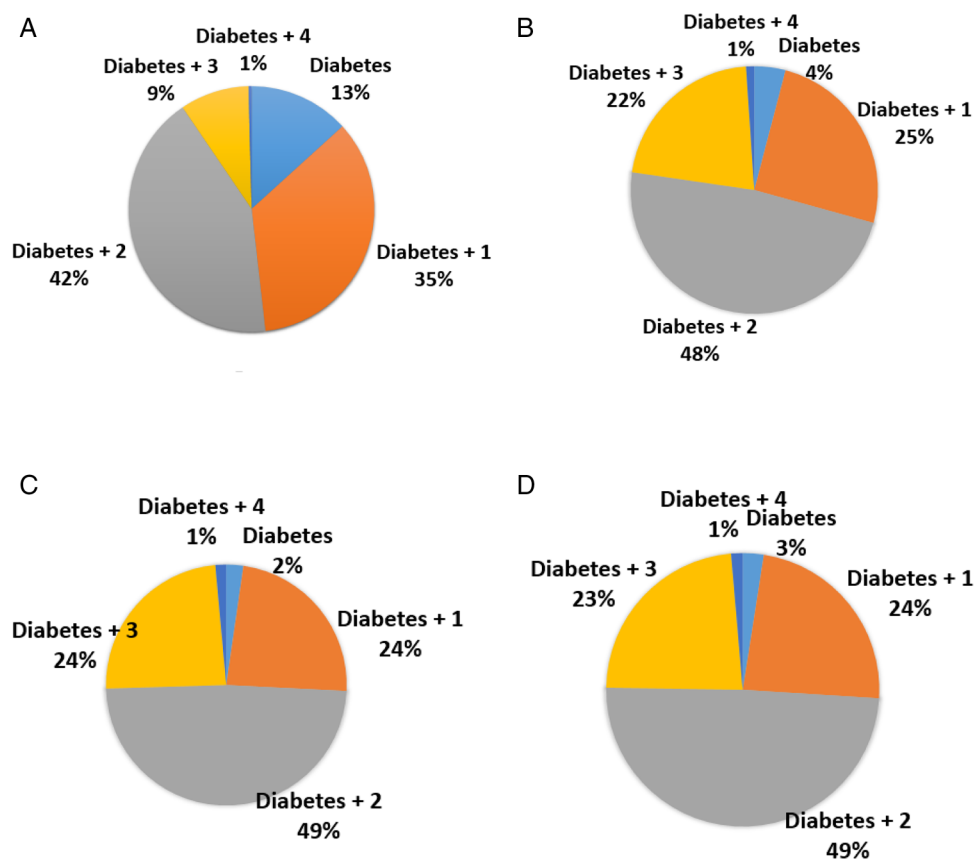 A
Diabetes + 4
1%
Diabetes
13%
Diabetes + 3
9%
Diabetes + 2
42%
Diabetes + 1
35%
B
Diabetes + 4
1%
Diabetes
4%
Diabetes + 3
22%
Diabetes + 1
25%
Diabetes + 2
48%
C
Diabetes + 4
1%
Diabetes
2%
Diabetes + 3
24%
Diabetes + 1
24%
Diabetes + 2
49%
D
Diabetes + 4
1%
Diabetes
3%
Diabetes + 3
23%
Diabetes + 1
24%
Diabetes + 2
49%